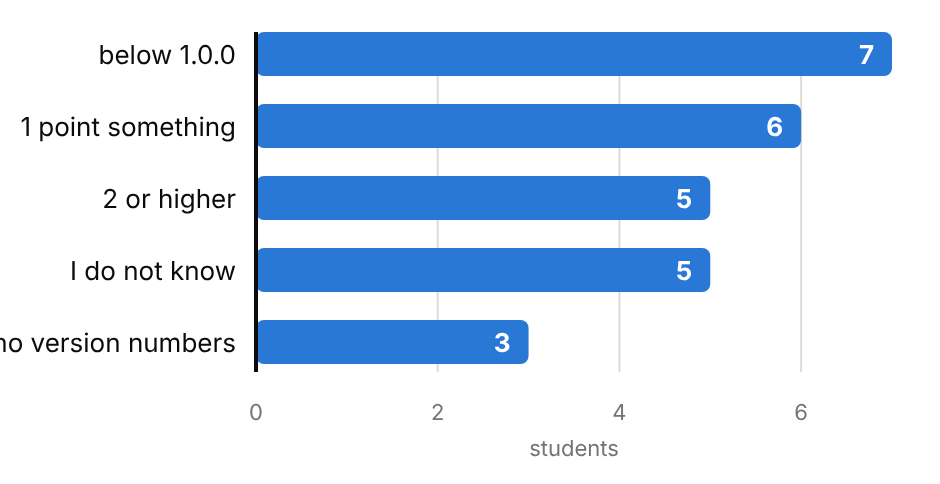 below 1.0.0 7
1 point something 6
2 or higher 5
I do not know 5
no version numbers 3
0 2 4 6
students